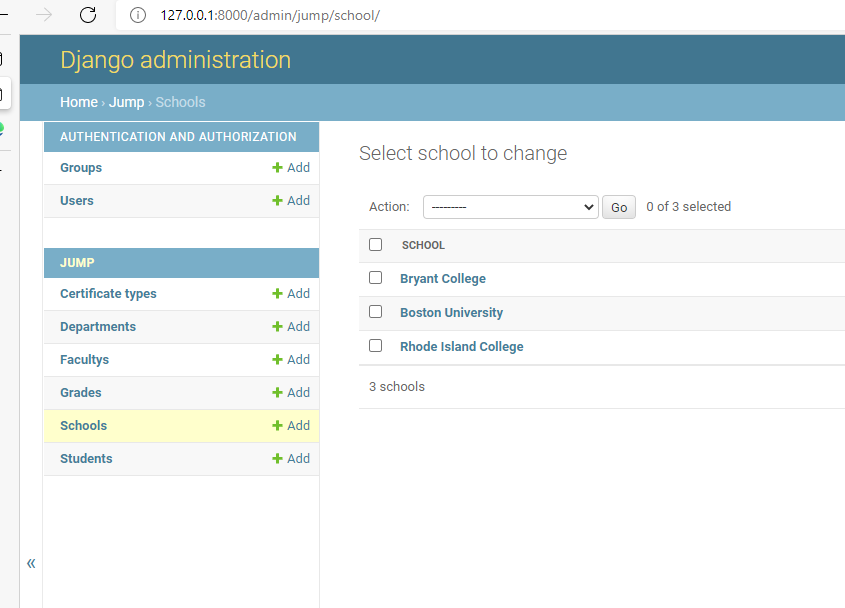 127.0.0.1:8000/admin/jump/school/
Django administration
Home › Jump › Schools
AUTHENTICATION AND AUTHORIZATION
Groups + Add
Users + Add
JUMP
Certificate types + Add
Departments + Add
Facultys + Add
Grades + Add
Schools + Add
Students + Add
«
Select school to change
Action: --------- Go 0 of 3 selected
SCHOOL
Bryant College
Boston University
Rhode Island College
3 schools